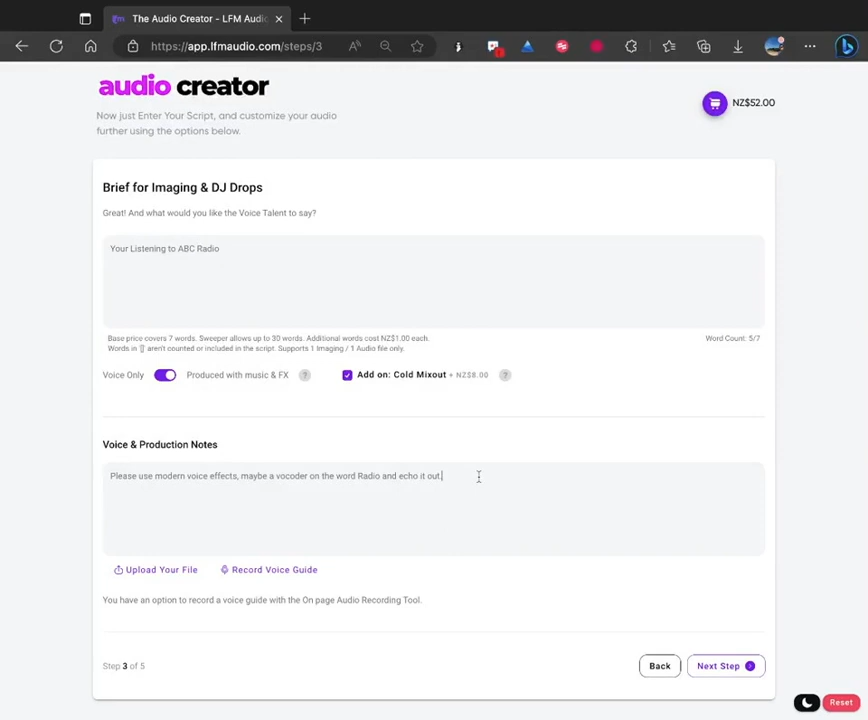 The Audio Creator - LFM Audio
https://app.lfmaudio.com/steps/3
audio creator
NZ$52.00
Now just Enter Your Script, and customize your audio
further using the options below.
Brief for Imaging & DJ Drops
Great! And what would you like the Voice Talent to say?
Your Listening to ABC Radio
Base price covers 7 words. Sweeper allows up to 30 words. Additional words cost NZ$1.00 each.
Word Count: 5/7
Words in [] aren't counted or included in the script. Supports 1 Imaging / 1 Audio file only.
Voice Only Produced with music & FX ? Add on: Cold Mixout + NZ$8.00 ?
Voice & Production Notes
Please use modern voice effects, maybe a vocoder on the word Radio and echo it out.
Upload Your File Record Voice Guide
You have an option to record a voice guide with the On page Audio Recording Tool.
Step 3 of 5
Back
Next Step
Reset